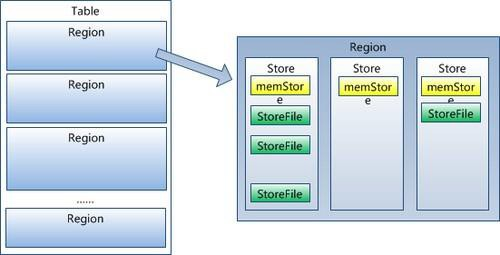 Table
Region
Region
Region
......
Region
Region
Store
memStor
e
StoreFile
StoreFile
StoreFile
Store
memStor
e
Store
memStor
e
StoreFile